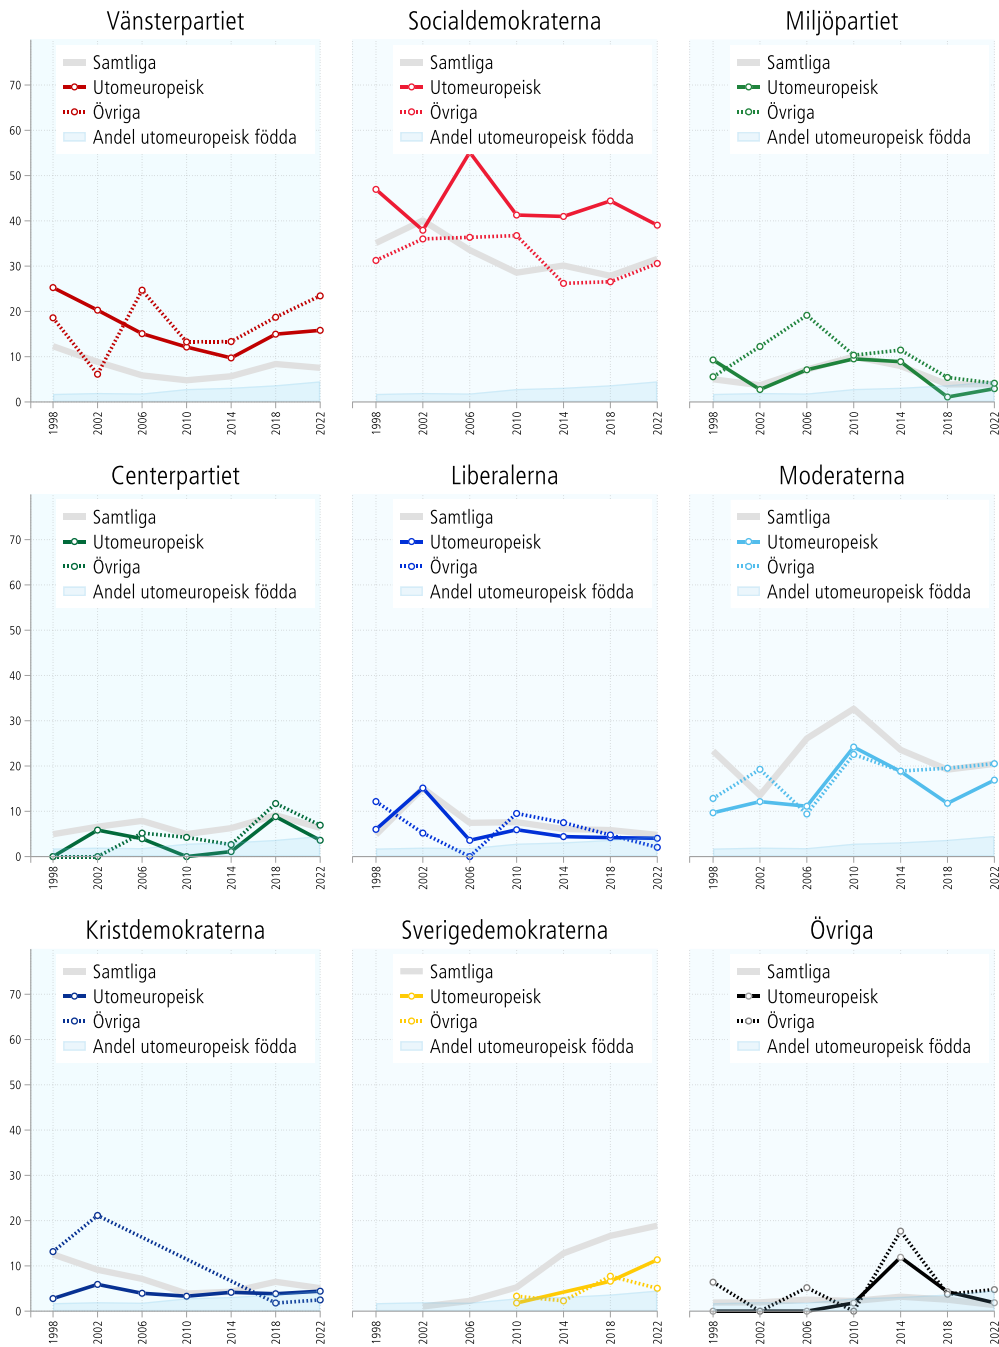 Vänsterpartiet
Socialdemokraterna
Miljöpartiet
Samtliga
Utomeuropeisk
Övriga
Andel utomeuropeisk födda
Samtliga
Utomeuropeisk
Övriga
Andel utomeuropeisk födda
Samtliga
Utomeuropeisk
Övriga
Andel utomeuropeisk födda
70
60
50
40
30
20
10
0
1998 2002 2006 2010 2014 2018 2022
1998 2002 2006 2010 2014 2018 2022
1998 2002 2006 2010 2014 2018 2022
Centerpartiet
Liberalerna
Moderaterna
Samtliga
Utomeuropeisk
Övriga
Andel utomeuropeisk födda
Samtliga
Utomeuropeisk
Övriga
Andel utomeuropeisk födda
Samtliga
Utomeuropeisk
Övriga
Andel utomeuropeisk födda
70
60
50
40
30
20
10
0
1998 2002 2006 2010 2014 2018 2022
1998 2002 2006 2010 2014 2018 2022
1998 2002 2006 2010 2014 2018 2022
Kristdemokraterna
Sverigedemokraterna
Övriga
Samtliga
Utomeuropeisk
Övriga
Andel utomeuropeisk födda
Samtliga
Utomeuropeisk
Övriga
Andel utomeuropeisk födda
Samtliga
Utomeuropeisk
Övriga
Andel utomeuropeisk födda
70
60
50
40
30
20
10
0
1998 2002 2006 2010 2014 2018 2022
1998 2002 2006 2010 2014 2018 2022
1998 2002 2006 2010 2014 2018 2022